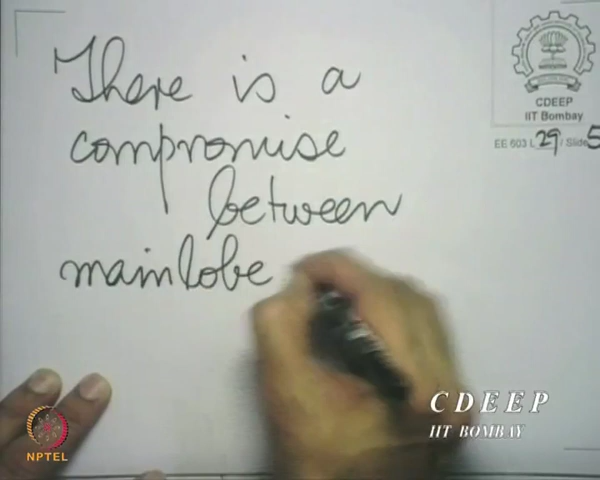 There is a
compromise
between
mainlobe
CDEEP
IIT Bombay
EE 603 L 29 / Slide 5
NPTEL
CDEEP
IIT BOMBAY